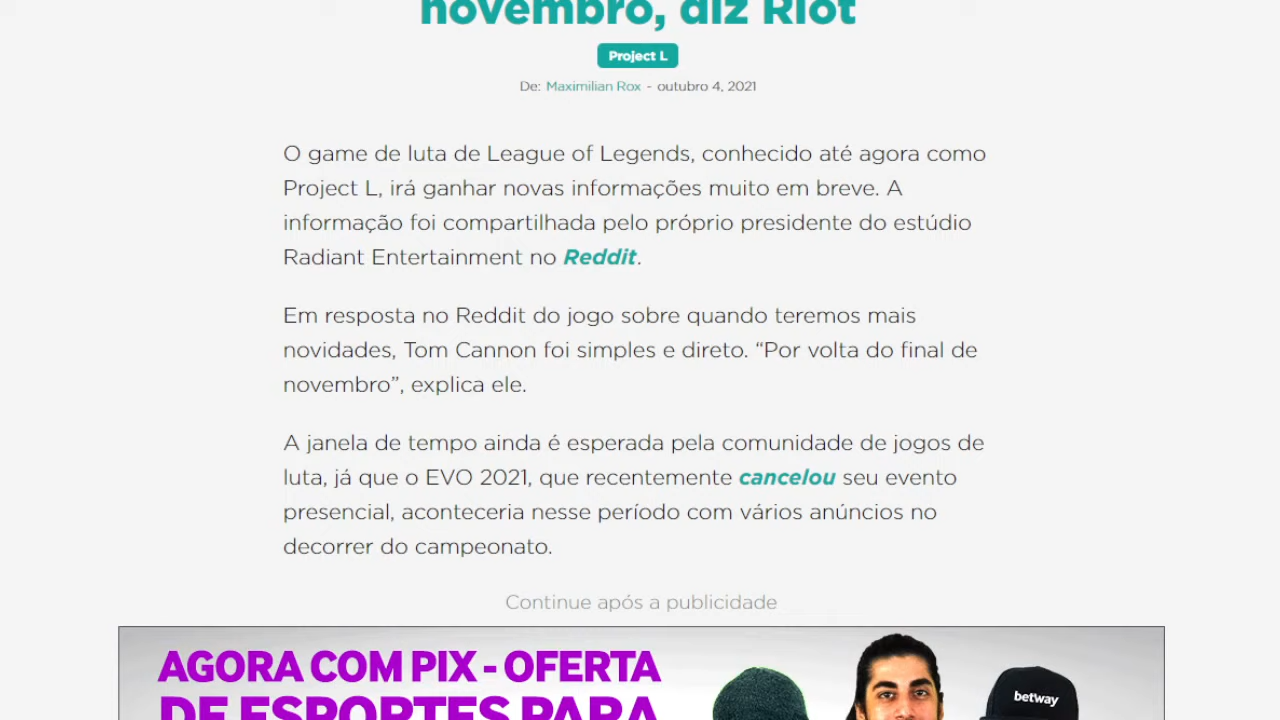 novembro, diz Riot
Project L
De: Maximilian Rox - outubro 4, 2021
O game de luta de League of Legends, conhecido até agora como
Project L, irá ganhar novas informações muito em breve. A
informação foi compartilhada pelo próprio presidente do estúdio
Radiant Entertainment no Reddit.
Em resposta no Reddit do jogo sobre quando teremos mais
novidades, Tom Cannon foi simples e direto. “Por volta do final de
novembro”, explica ele.
A janela de tempo ainda é esperada pela comunidade de jogos de
luta, já que o EVO 2021, que recentemente cancelou seu evento
presencial, aconteceria nesse período com vários anúncios no
decorrer do campeonato.
Continue após a publicidade
AGORA COM PIX - OFERTA
DE ESPORTES PARA
betway